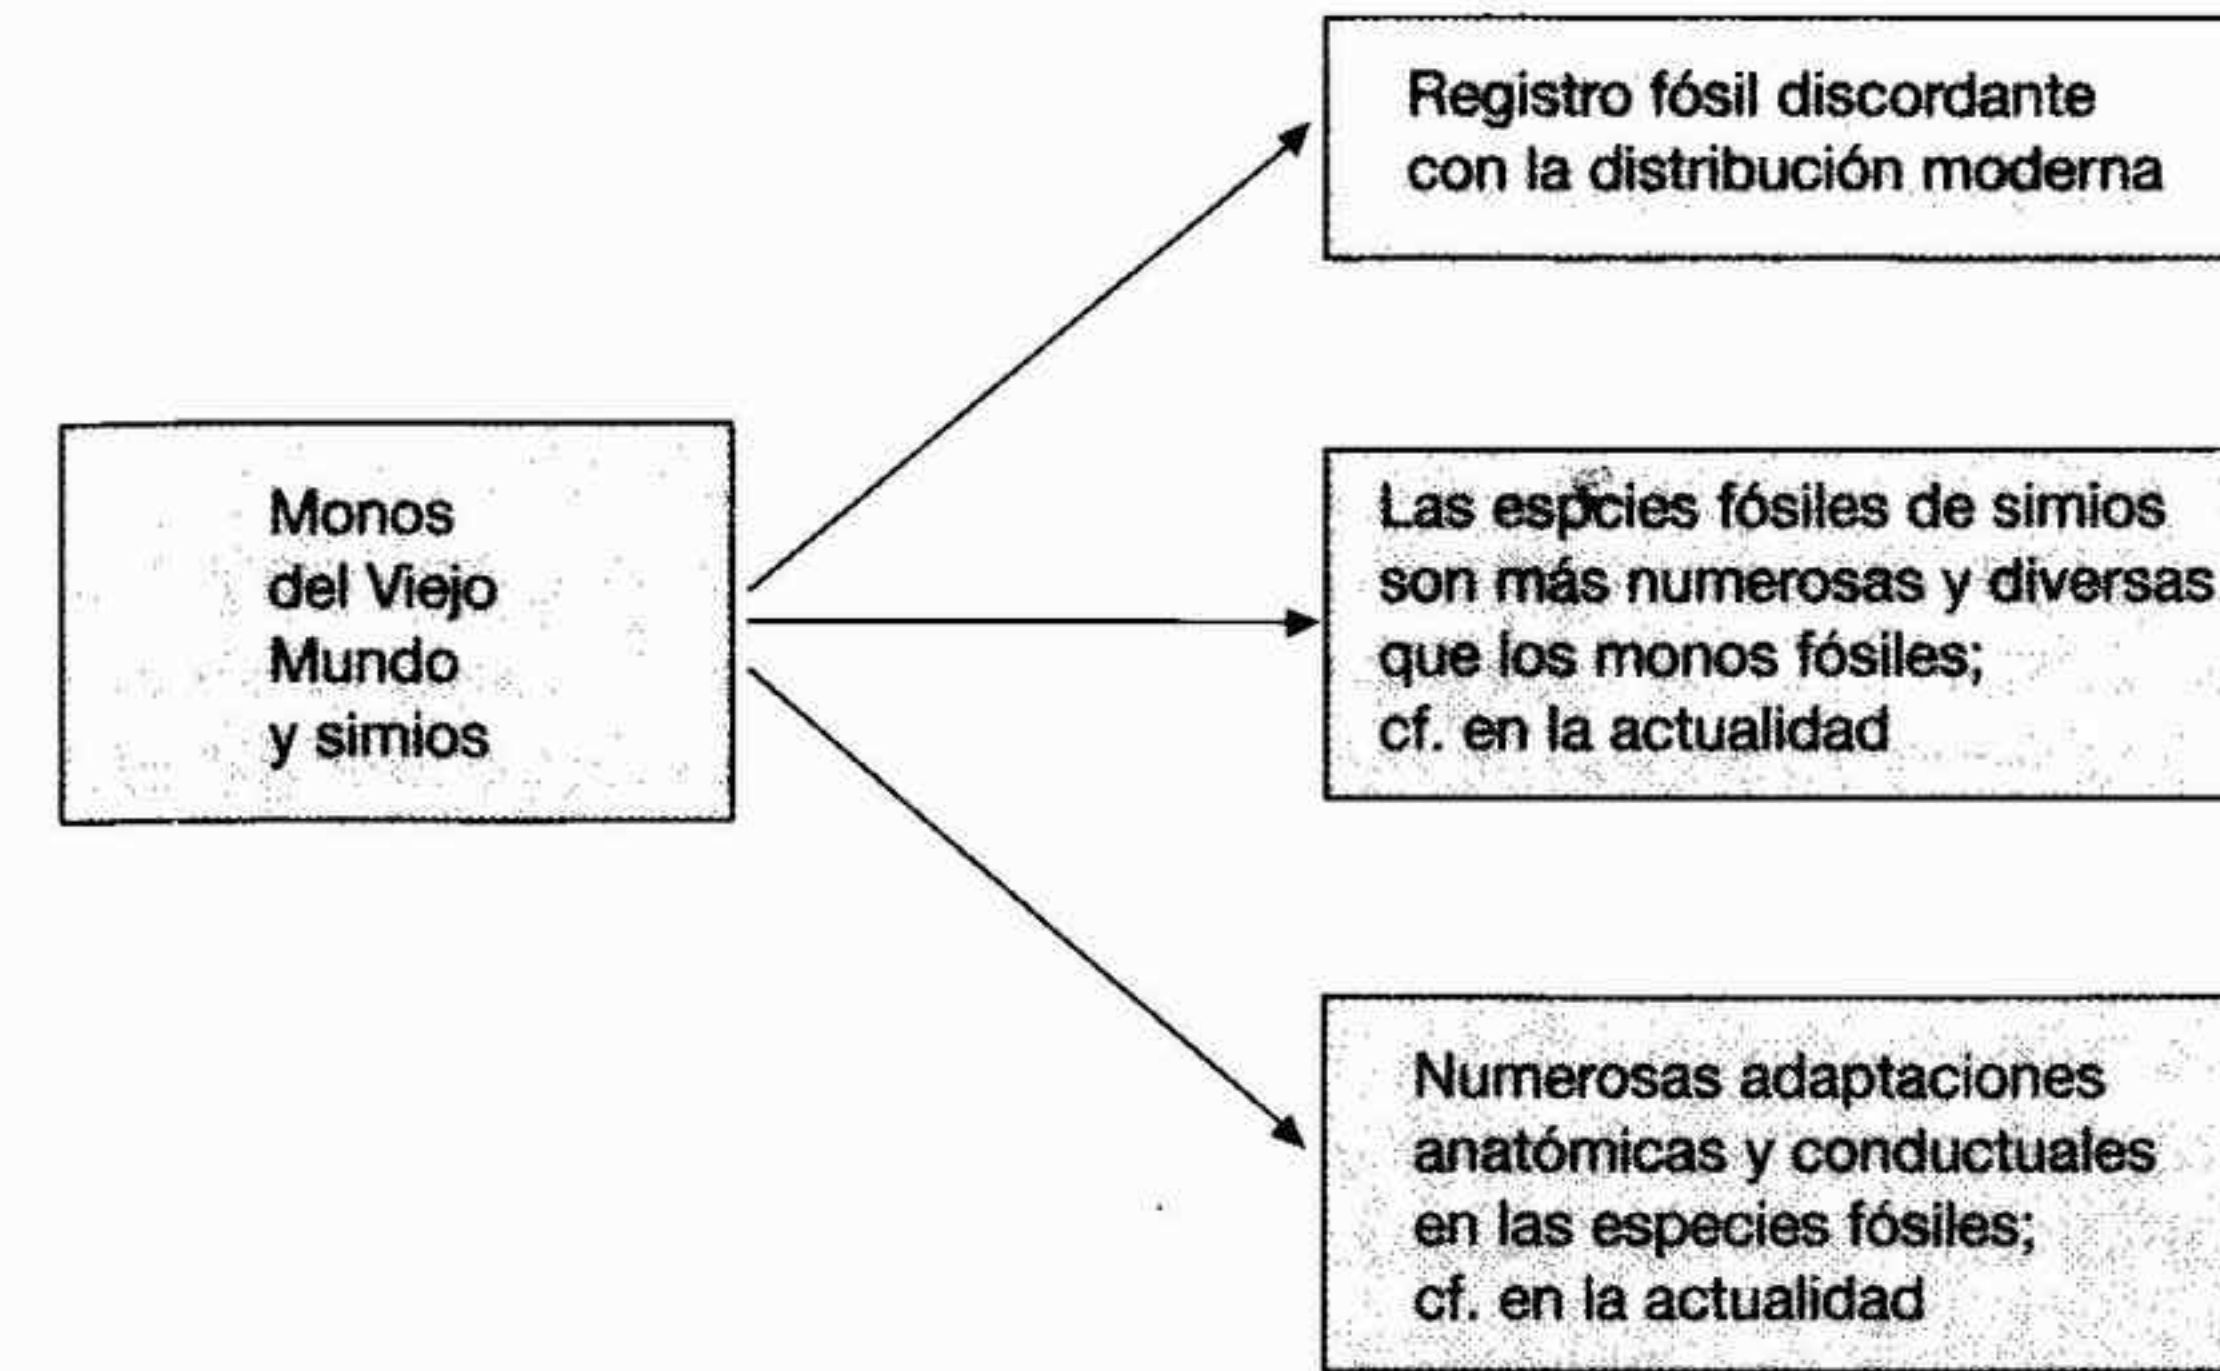 Monos
del Viejo
Mundo
y simios
Registro fósil discordante
con la distribución moderna
Las especies fósiles de simios
son más numerosas y diversas
que los monos fósiles;
cf. en la actualidad
Numerosas adaptaciones
anatómicas y conductuales
en las especies fósiles;
cf. en la actualidad